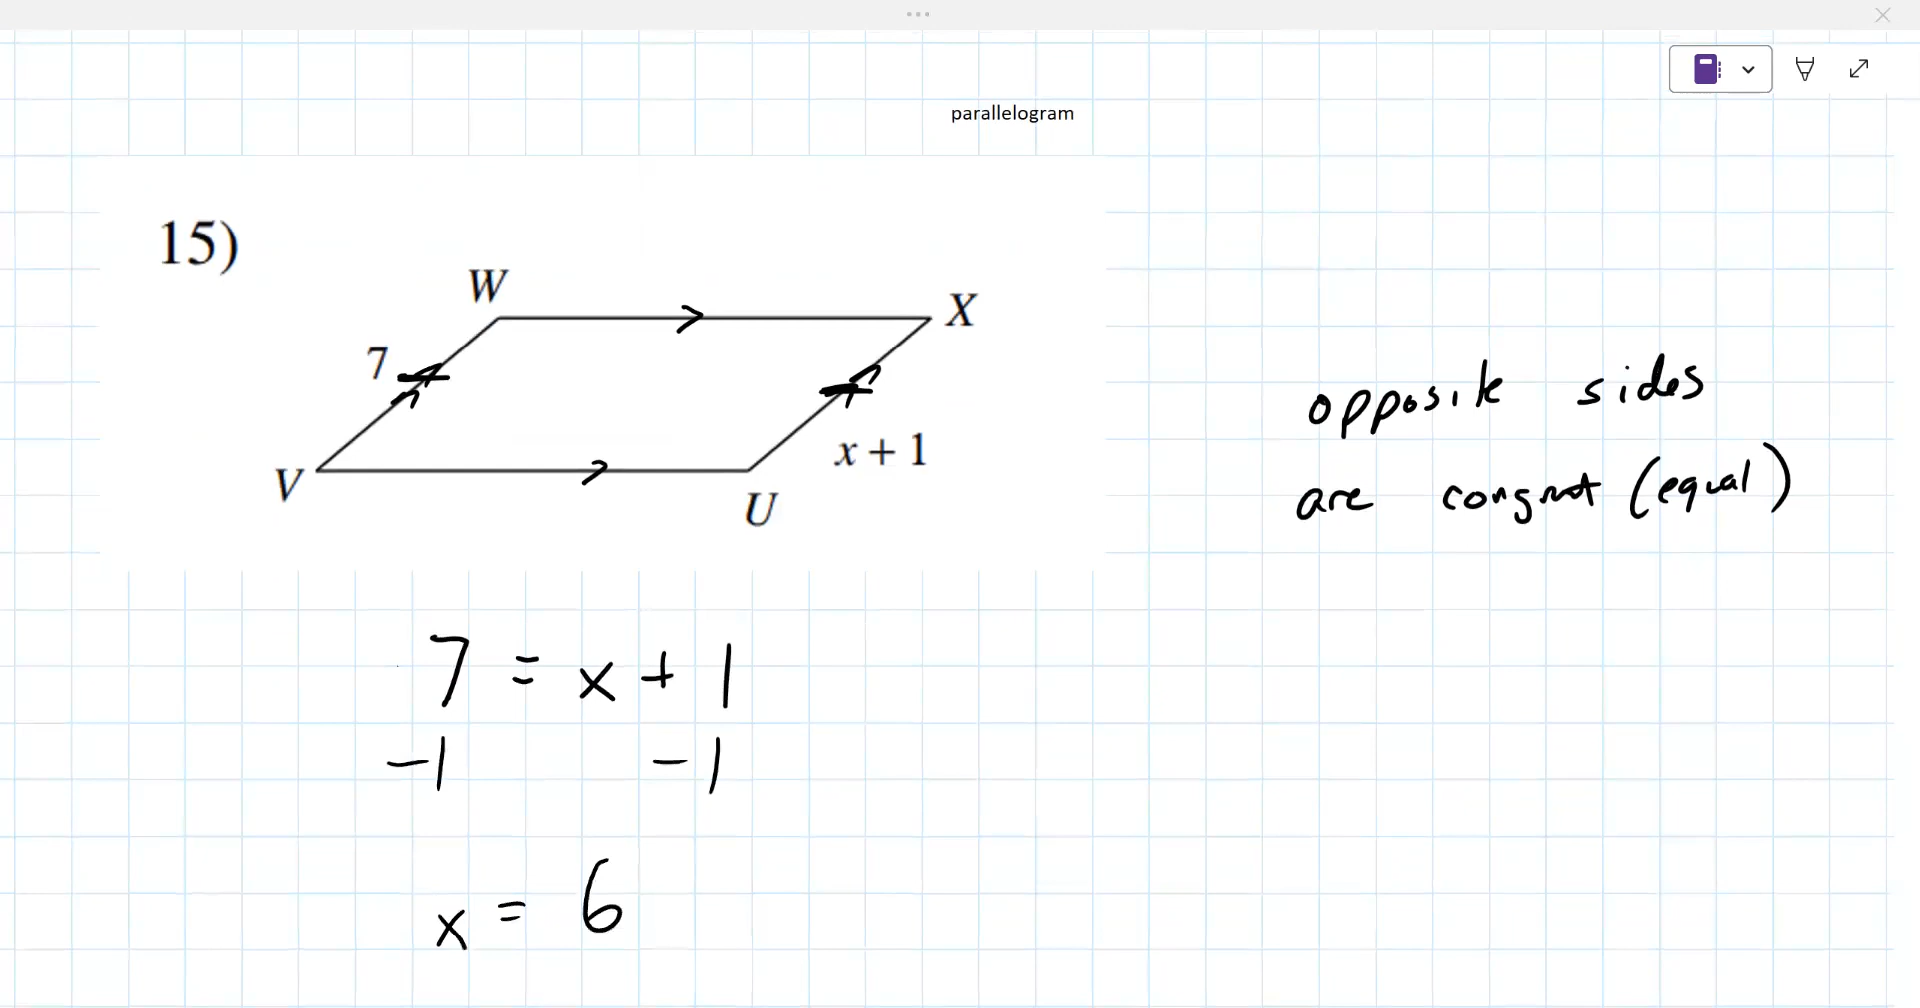 parallelogram
15)
W
X
7
x + 1
V
U
opposite sides
are congruent (equal)
7 = x + 1
-1 -1
x = 6